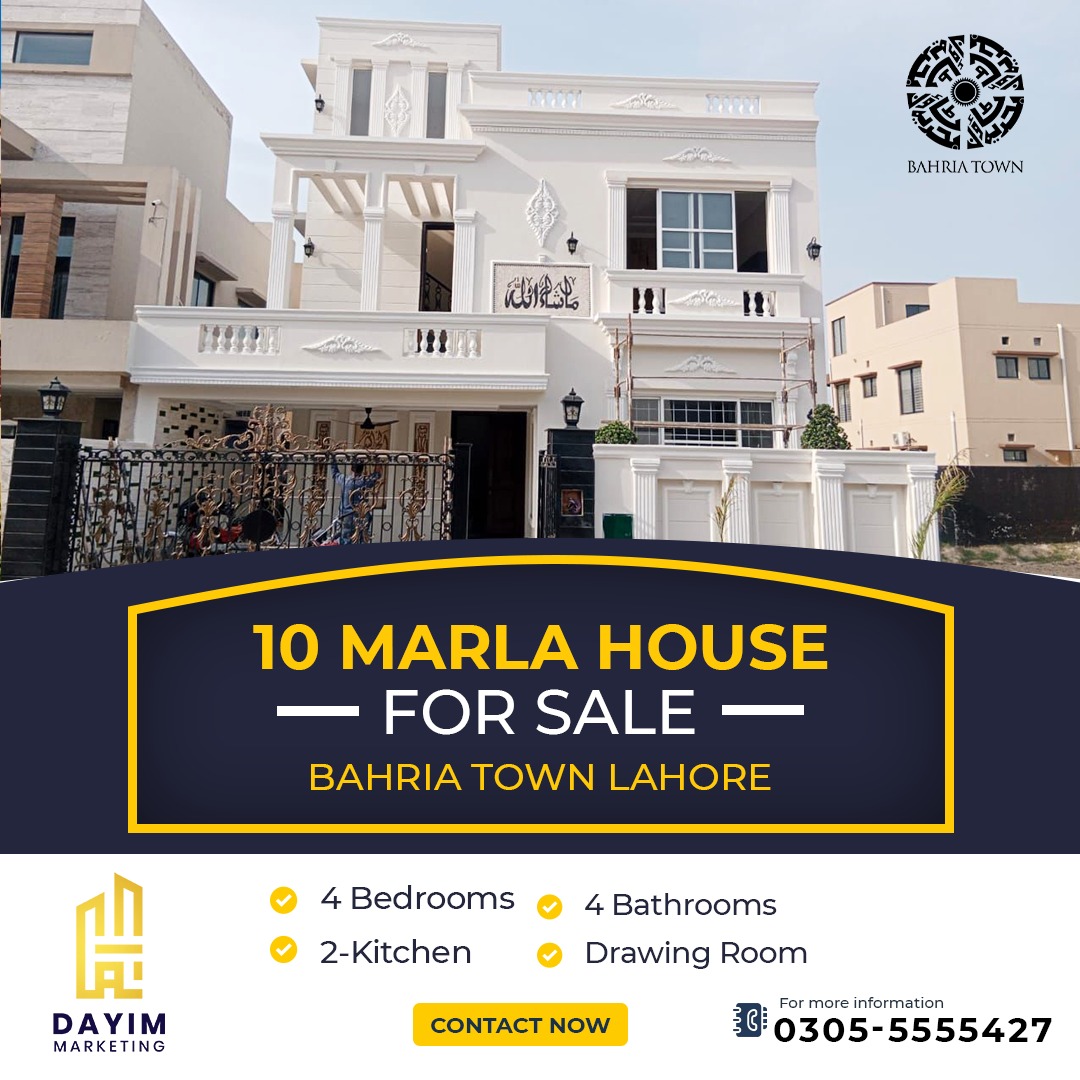 BAHRIA TOWN
ماشاءاللہ
10 MARLA HOUSE
FOR SALE
BAHRIA TOWN LAHORE
4 Bedrooms
4 Bathrooms
2-Kitchen
Drawing Room
DAYIM
MARKETING
CONTACT NOW
For more information
0305-5555427